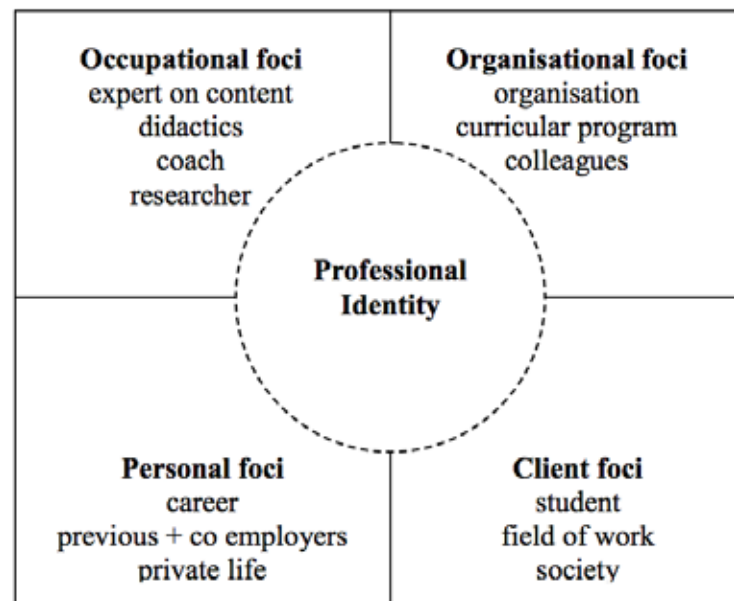 Occupational foci
expert on content
didactics
coach
researcher
Organisational foci
organisation
curricular program
colleagues
Professional
Identity
Personal foci
career
previous + co employers
private life
Client foci
student
field of work
society